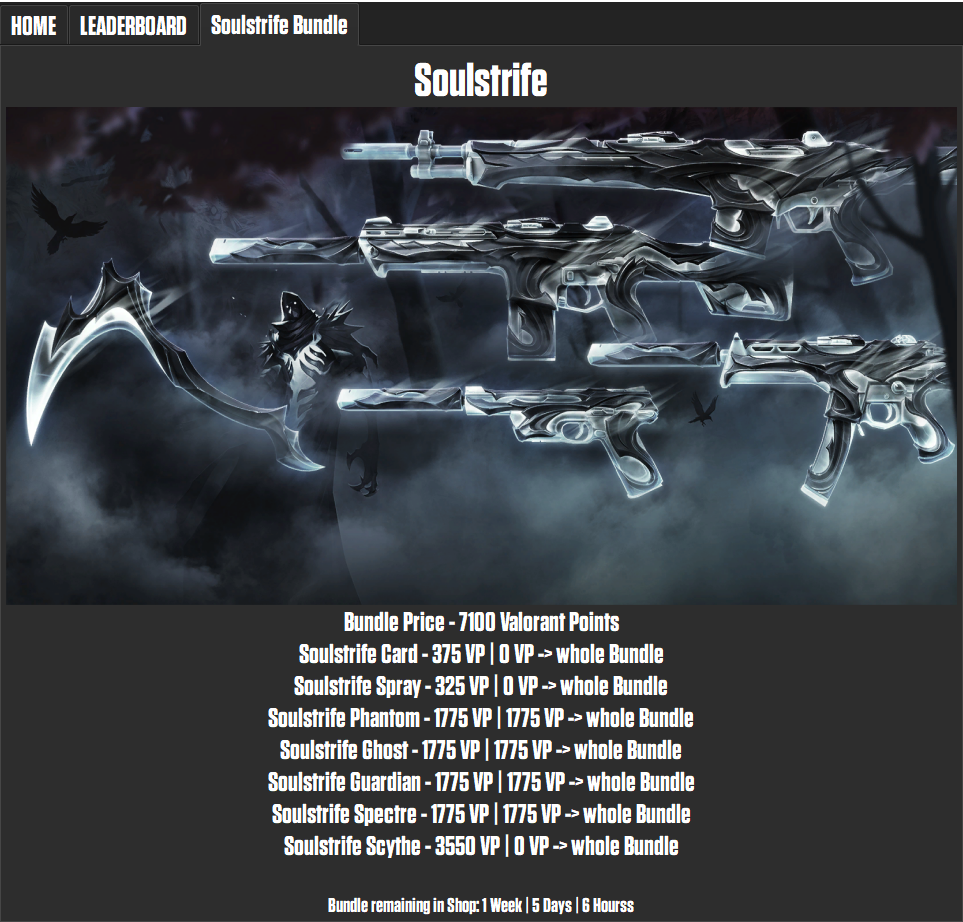 HOME LEADERBOARD Soulstrife Bundle
Soulstrife
Bundle Price - 7100 Valorant Points
Soulstrife Card - 375 VP | 0 VP -> whole Bundle
Soulstrife Spray - 325 VP | 0 VP -> whole Bundle
Soulstrife Phantom - 1775 VP | 1775 VP -> whole Bundle
Soulstrife Ghost - 1775 VP | 1775 VP -> whole Bundle
Soulstrife Guardian - 1775 VP | 1775 VP -> whole Bundle
Soulstrife Spectre - 1775 VP | 1775 VP -> whole Bundle
Soulstrife Scythe - 3550 VP | 0 VP -> whole Bundle
Bundle remaining in Shop: 1 Week | 5 Days | 6 Hourss